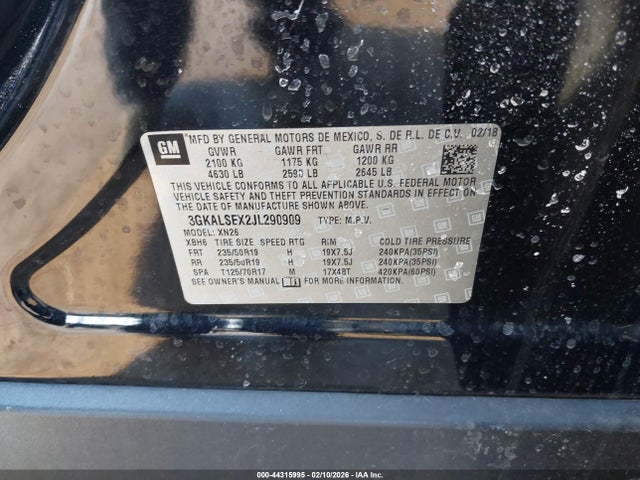 GM
MFD BY GENERAL MOTORS DE MEXICO, S. DE R.L. DE C.V. 02/18
GVWR GAWR FRT GAWR RR
2100 KG 1175 KG 1200 KG
4630 LB 2590 LB 2645 LB
THIS VEHICLE CONFORMS TO ALL APPLICABLE U.S. FEDERAL MOTOR
VEHICLE SAFETY AND THEFT PREVENTION STANDARDS IN EFFECT ON
THE DATE OF MANUFACTURE SHOWN ABOVE.
3GKALSEX2JL290909 TYPE: M.P.V.
MODEL: XN26
XBH6 TIRE SIZE SPEED RTG RIM COLD TIRE PRESSURE
FRT 235/50R19 H 19X7.5J 240KPA(35PSI)
RR 235/50R19 H 19X7.5J 240KPA(35PSI)
SPA T125/70R17 M 17X4BT 420KPA(60PSI)
SEE OWNER'S MANUAL FOR MORE INFORMATION.
000-44315995 - 02/10/2026 - IAA Holdings, LLC